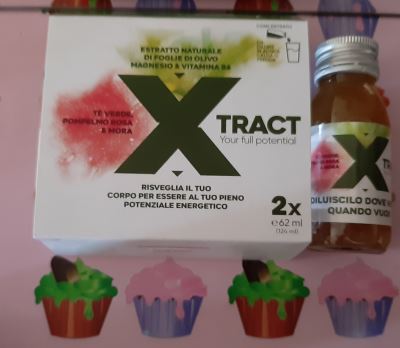 ESTRATTO NATURALE
DI FOGLIE DI OLIVO
MAGNESIO & VITAMINA B6
CONCENTRATO
TÈ VERDE,
POMPELMO ROSA
& MORA
X TRACT
Your full potential
RISVEGLIA IL TUO
CORPO PER ESSERE AL TUO PIENO
POTENZIALE ENERGETICO
2x
e 62 ml
(124 ml)
X TR
DILUISCILO DOVE
QUANDO VUOI